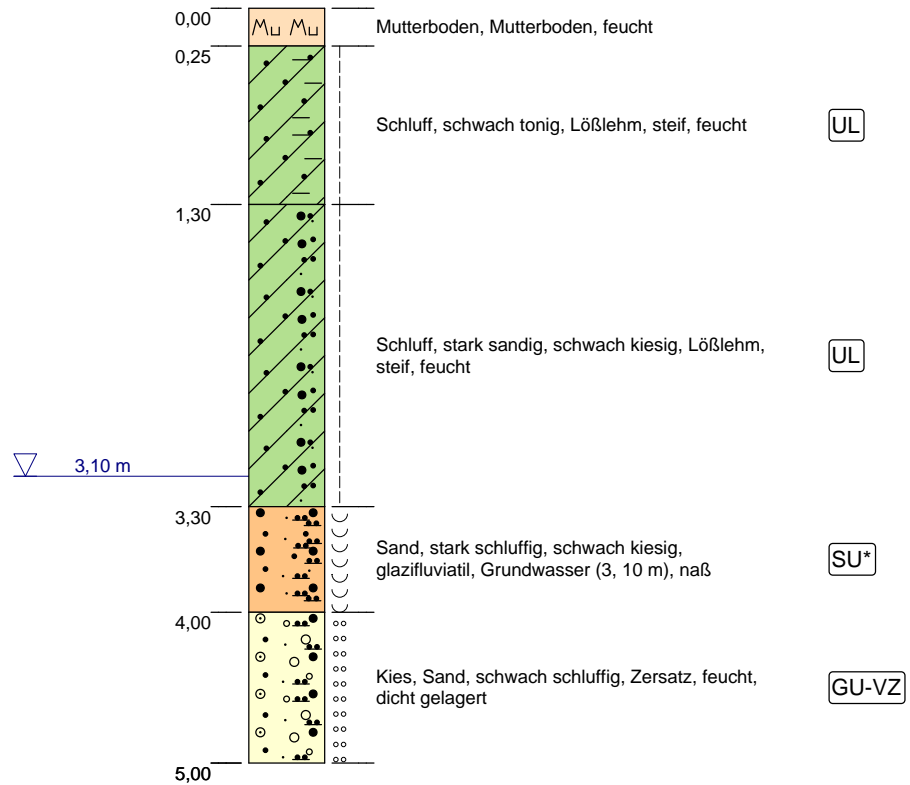 0,00
Mu Mu
Mutterboden, Mutterboden, feucht
0,25
Schluff, schwach tonig, Lößlehm, steif, feucht
UL
1,30
Schluff, stark sandig, schwach kiesig, Lößlehm,
steif, feucht
UL
3,10 m
3,30
Sand, stark schluffig, schwach kiesig,
glazifluviatil, Grundwasser (3, 10 m), naß
SU*
4,00
Kies, Sand, schwach schluffig, Zersatz, feucht,
dicht gelagert
GU-VZ
5,00